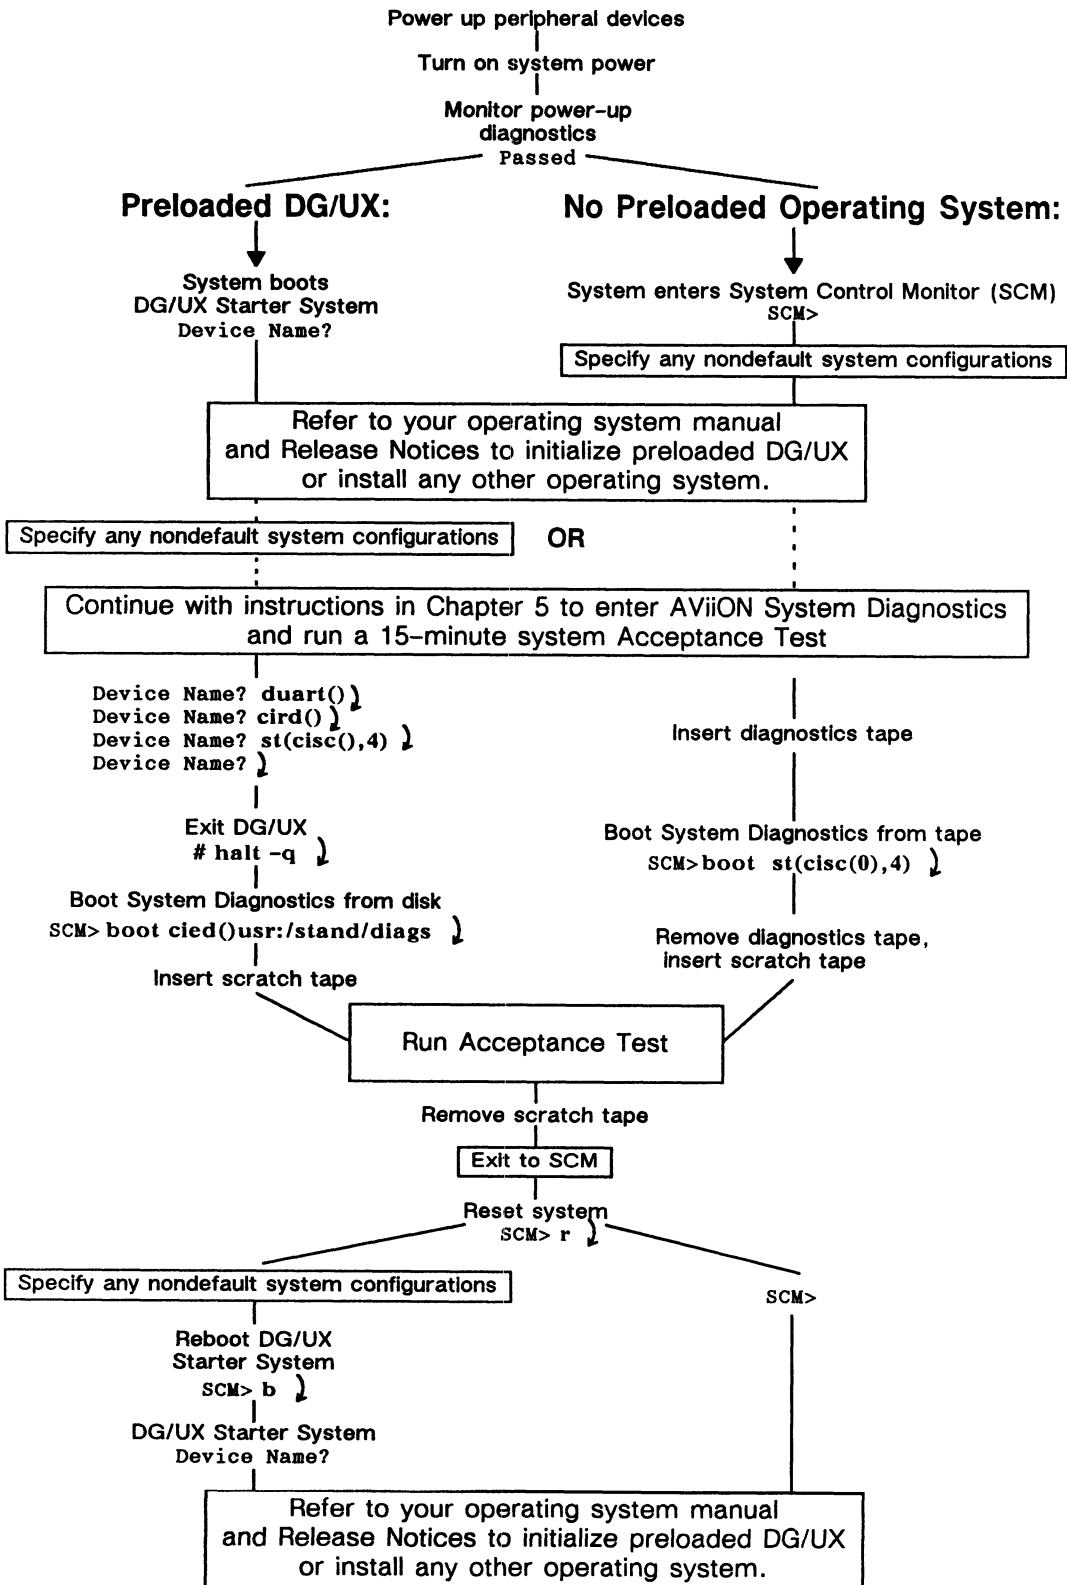 Power up peripheral devices
Turn on system power
Monitor power-up
diagnostics
Passed
Preloaded DG/UX:
System boots
DG/UX Starter System
Device Name?
No Preloaded Operating System:
System enters System Control Monitor (SCM)
SCM>
Specify any nondefault system configurations
Refer to your operating system manual
and Release Notices to initialize preloaded DG/UX
or install any other operating system.
Specify any nondefault system configurations
OR
Continue with instructions in Chapter 5 to enter AViiON System Diagnostics
and run a 15-minute system Acceptance Test
Device Name? duart()
Device Name? cird()
Device Name? st(cisc(),4)
Device Name?
Exit DG/UX
# halt -q
Boot System Diagnostics from disk
SCM> boot cied()usr:/stand/diags
Insert scratch tape
Insert diagnostics tape
Boot System Diagnostics from tape
SCM>boot st(cisc(0),4)
Remove diagnostics tape,
insert scratch tape
Run Acceptance Test
Remove scratch tape
Exit to SCM
Reset system
SCM> r
Specify any nondefault system configurations
Reboot DG/UX
Starter System
SCM> b
DG/UX Starter System
Device Name?
SCM>
Refer to your operating system manual
and Release Notices to initialize preloaded DG/UX
or install any other operating system.